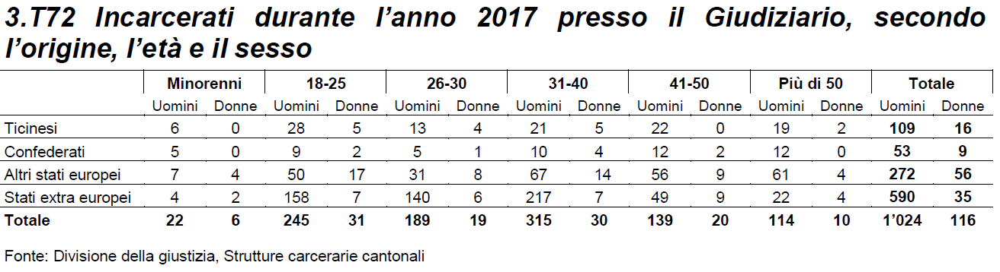 3.T72 Incarcerati durante l’anno 2017 presso il Giudiziario, secondo
l’origine, l’età e il sesso
Minorenni 18-25 26-30 31-40 41-50 Più di 50 Totale
Uomini Donne Uomini Donne Uomini Donne Uomini Donne Uomini Donne Uomini Donne Uomini Donne
Ticinesi 6 0 28 5 13 4 21 5 22 0 19 2 109 16
Confederati 5 0 9 2 5 1 10 4 12 2 12 0 53 9
Altri stati europei 7 4 50 17 31 8 67 14 56 9 61 4 272 56
Stati extra europei 4 2 158 7 140 6 217 7 49 9 22 4 590 35
Totale 22 6 245 31 189 19 315 30 139 20 114 10 1’024 116
Fonte: Divisione della giustizia, Strutture carcerarie cantonali